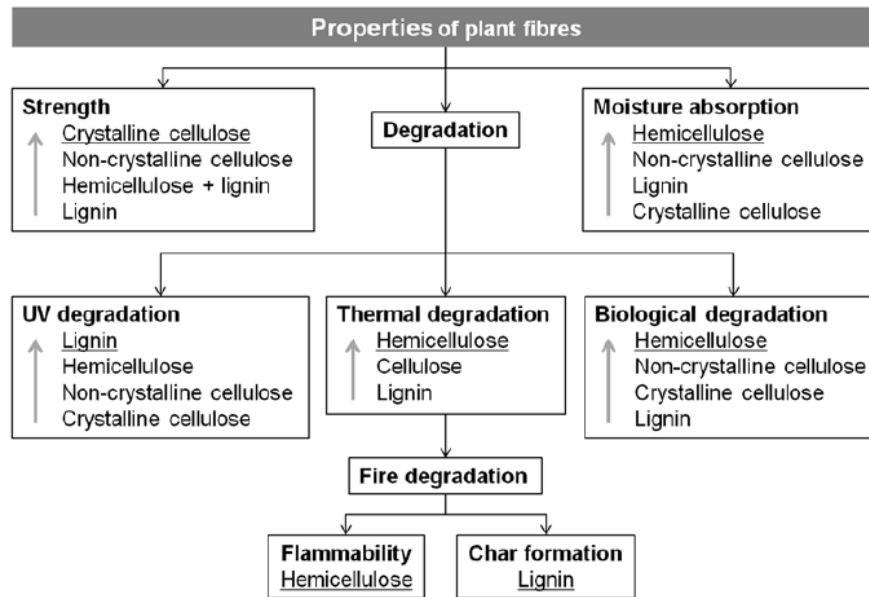 Properties of plant fibres
Strength
Crystalline cellulose
Non-crystalline cellulose
Hemicellulose + lignin
Lignin
Degradation
Moisture absorption
Hemicellulose
Non-crystalline cellulose
Lignin
Crystalline cellulose
UV degradation
Lignin
Hemicellulose
Non-crystalline cellulose
Crystalline cellulose
Thermal degradation
Hemicellulose
Cellulose
Lignin
Biological degradation
Hemicellulose
Non-crystalline cellulose
Crystalline cellulose
Lignin
Fire degradation
Flammability
Hemicellulose
Char formation
Lignin